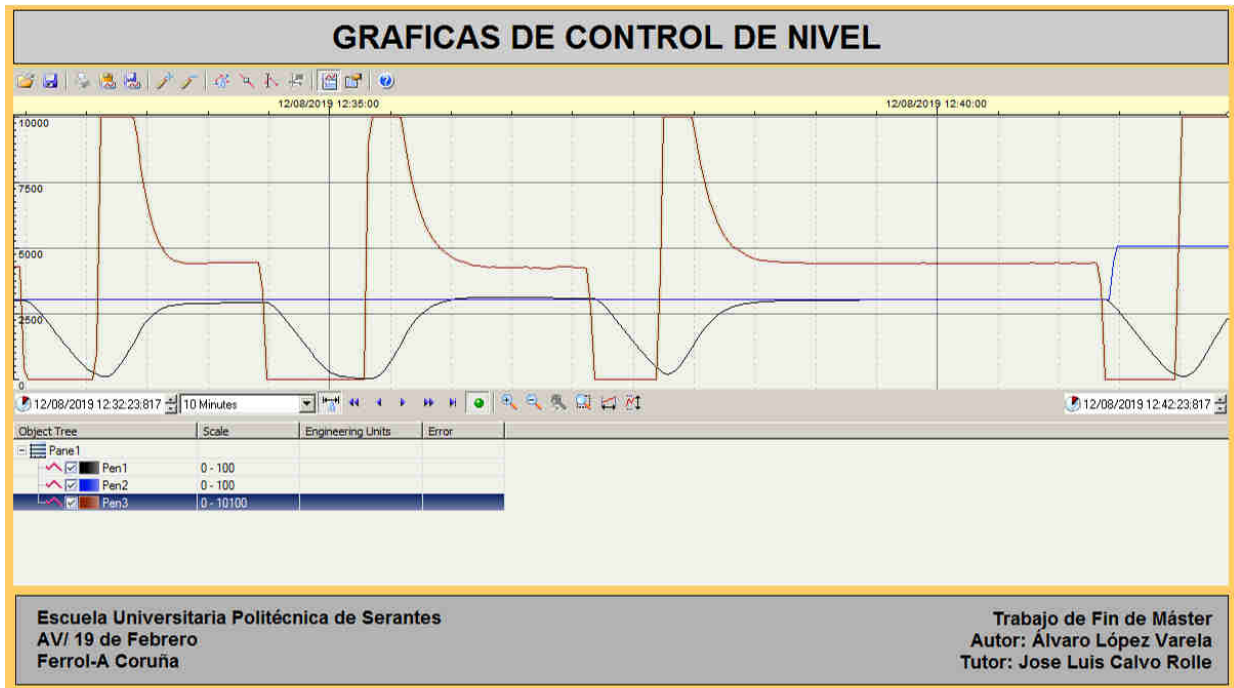 GRAFICAS DE CONTROL DE NIVEL
12/08/2019 12:35:00 12/08/2019 12:40:00
10000
7500
5000
2500
0
12/08/2019 12:32:23;817 10 Minutes 12/08/2019 12:42:23;817
Object Tree Scale Engineering Units Error
Pane1
Pen1 0 - 100
Pen2 0 - 100
Pen3 0 - 10100
Escuela Universitaria Politécnica de Serantes
AV/ 19 de Febrero
Ferrol-A Coruña
Trabajo de Fin de Máster
Autor: Álvaro López Varela
Tutor: Jose Luis Calvo Rolle